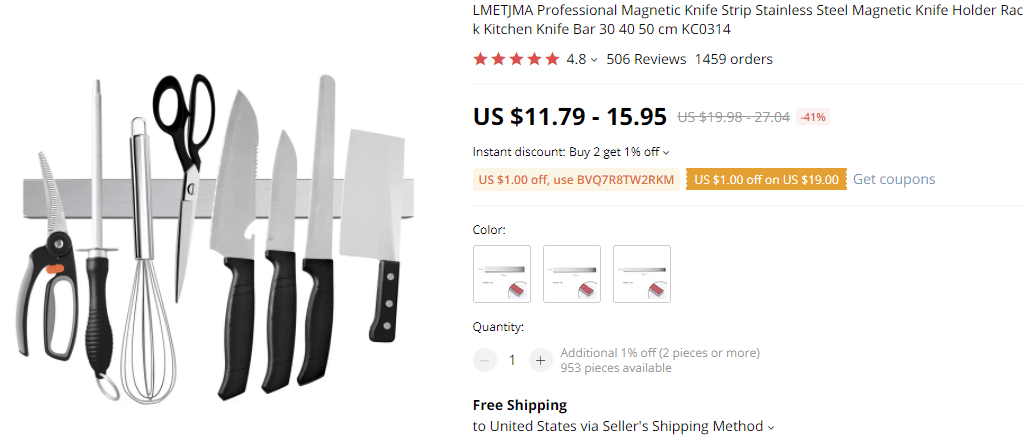 LMETJMA Professional Magnetic Knife Strip Stainless Steel Magnetic Knife Holder Rac
k Kitchen Knife Bar 30 40 50 cm KC0314
4.8 506 Reviews 1459 orders
US $11.79 - 15.95 US $19.98 - 27.04 -41%
Instant discount: Buy 2 get 1% off
US $1.00 off, use BVQ7R8TW2RKM US $1.00 off on US $19.00 Get coupons
Color:
Quantity:
1 Additional 1% off (2 pieces or more)
953 pieces available
Free Shipping
to United States via Seller's Shipping Method